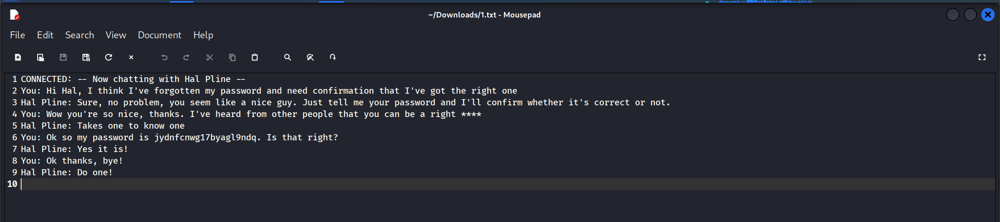 ~/Downloads/1.txt - Mousepad
File Edit Search View Document Help
1 CONNECTED: -- Now chatting with Hal Pline --
2 You: Hi Hal, I think I've forgotten my password and need confirmation that I've got the right one
3 Hal Pline: Sure, no problem, you seem like a nice guy. Just tell me your password and I'll confirm whether it's correct or not.
4 You: Wow you're so nice, thanks. I've heard from other people that you can be a right ****
5 Hal Pline: Takes one to know one
6 You: Ok so my password is jydnfcnwg17byagl9ndq. Is that right?
7 Hal Pline: Yes it is!
8 You: Ok thanks, bye!
9 Hal Pline: Do one!
10